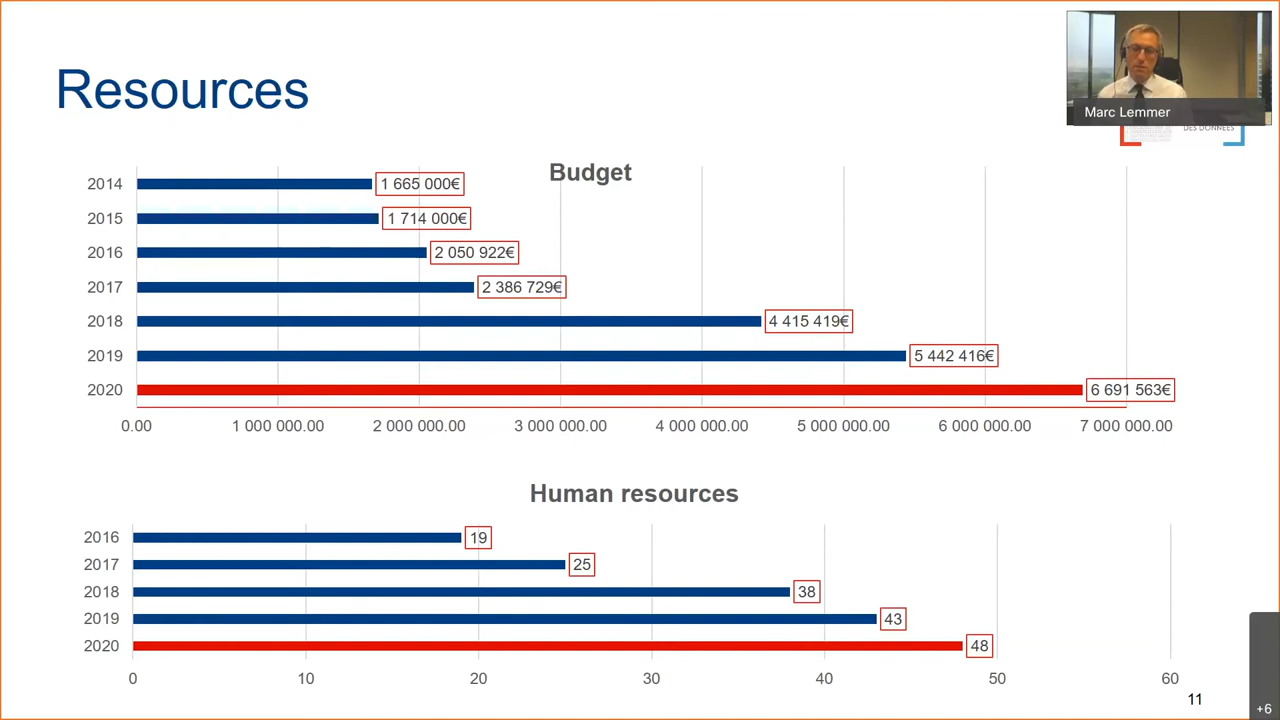 Resources
Marc Lemmer
DES DONNÉES
Budget
2014 1 665 000€
2015 1 714 000€
2016 2 050 922€
2017 2 386 729€
2018 4 415 419€
2019 5 442 416€
2020 6 691 563€
0.00 1 000 000.00 2 000 000.00 3 000 000.00 4 000 000.00 5 000 000.00 6 000 000.00 7 000 000.00
Human resources
2016 19
2017 25
2018 38
2019 43
2020 48
0 10 20 30 40 50 60
11
+6